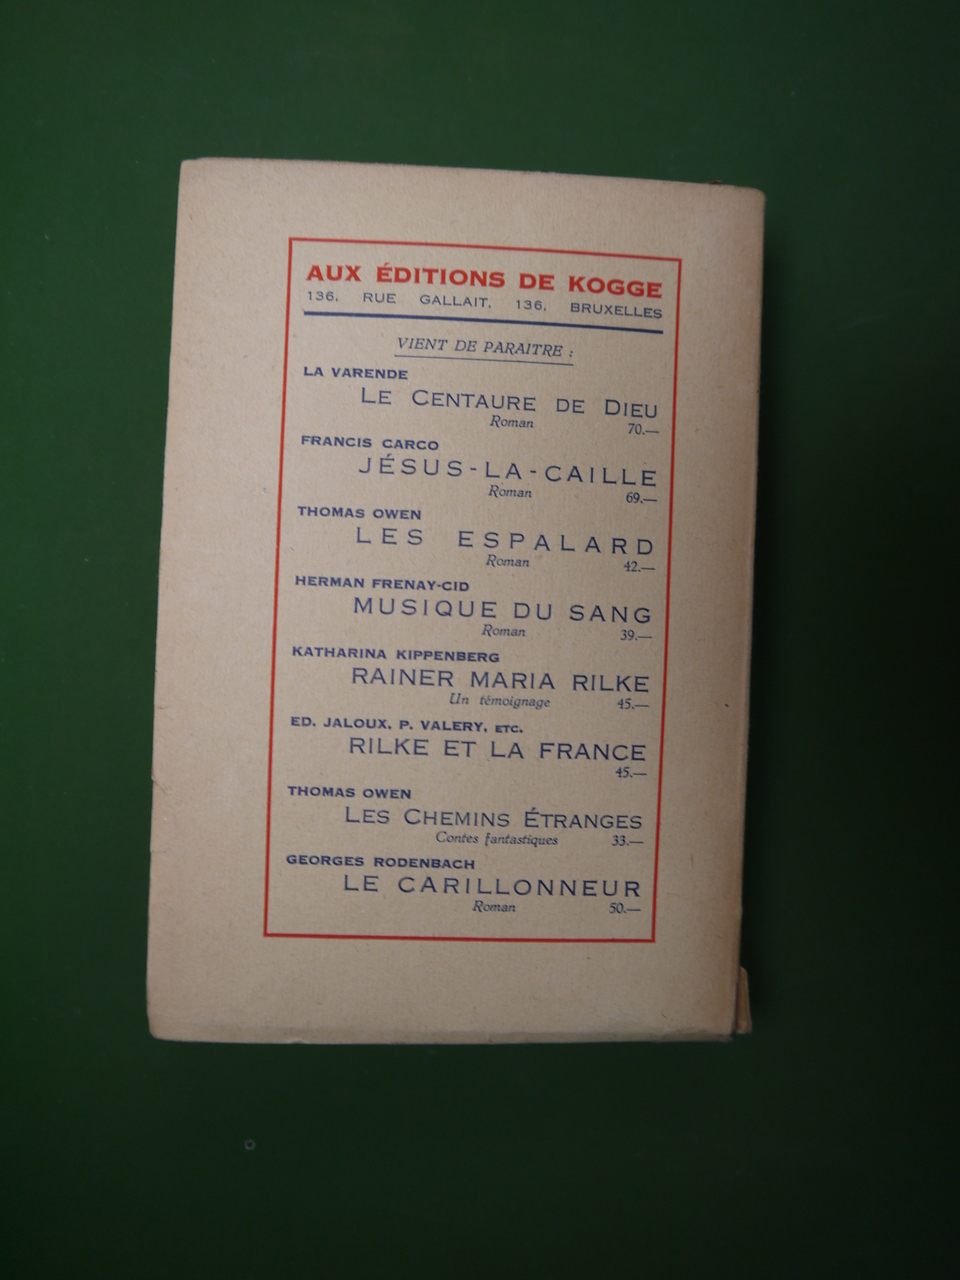 AUX ÉDITIONS DE KOGGE
136, RUE GALLAIT, 136, BRUXELLES
VIENT DE PARAITRE :
LA VARENDE
LE CENTAURE DE DIEU
Roman 70.—
FRANCIS CARCO
JÉSUS-LA-CAILLE
Roman 69.—
THOMAS OWEN
LES ESPALARD
Roman 42.—
HERMAN FRENAY-CID
MUSIQUE DU SANG
Roman 39.—
KATHARINA KIPPENBERG
RAINER MARIA RILKE
Un témoignage 45.—
ED. JALOUX, P. VALERY, ETC.
RILKE ET LA FRANCE
45.—
THOMAS OWEN
LES CHEMINS ÉTRANGES
Contes fantastiques 33.—
GEORGES RODENBACH
LE CARILLONNEUR
Roman 50.—